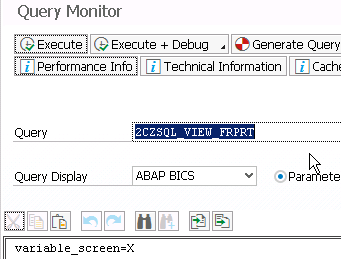 Query Monitor
Execute Execute + Debug Generate Query
Performance Info Technical Information Cache
Query 2CZSQL_VIEW_FRPRT
Query Display ABAP BICS Paramete
variable_screen=X